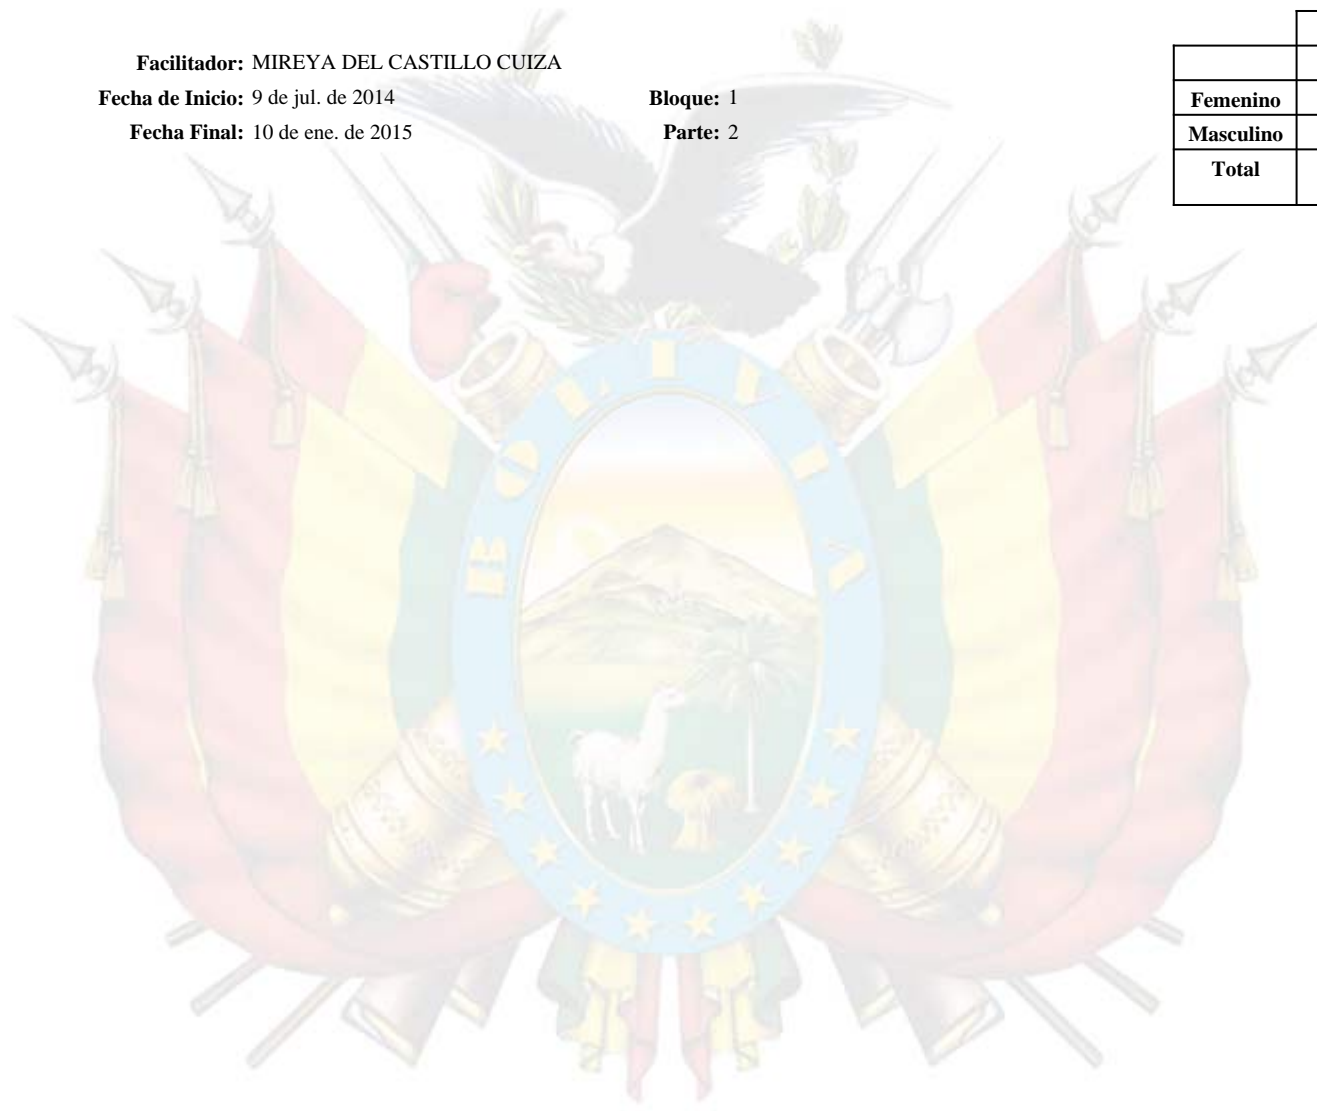 Facilitador: MIREYA DEL CASTILLO CUIZA
Fecha de Inicio: 9 de jul. de 2014 Bloque: 1
Fecha Final: 10 de ene. de 2015 Parte: 2
Femenino
Masculino
Total
BOLIVIA